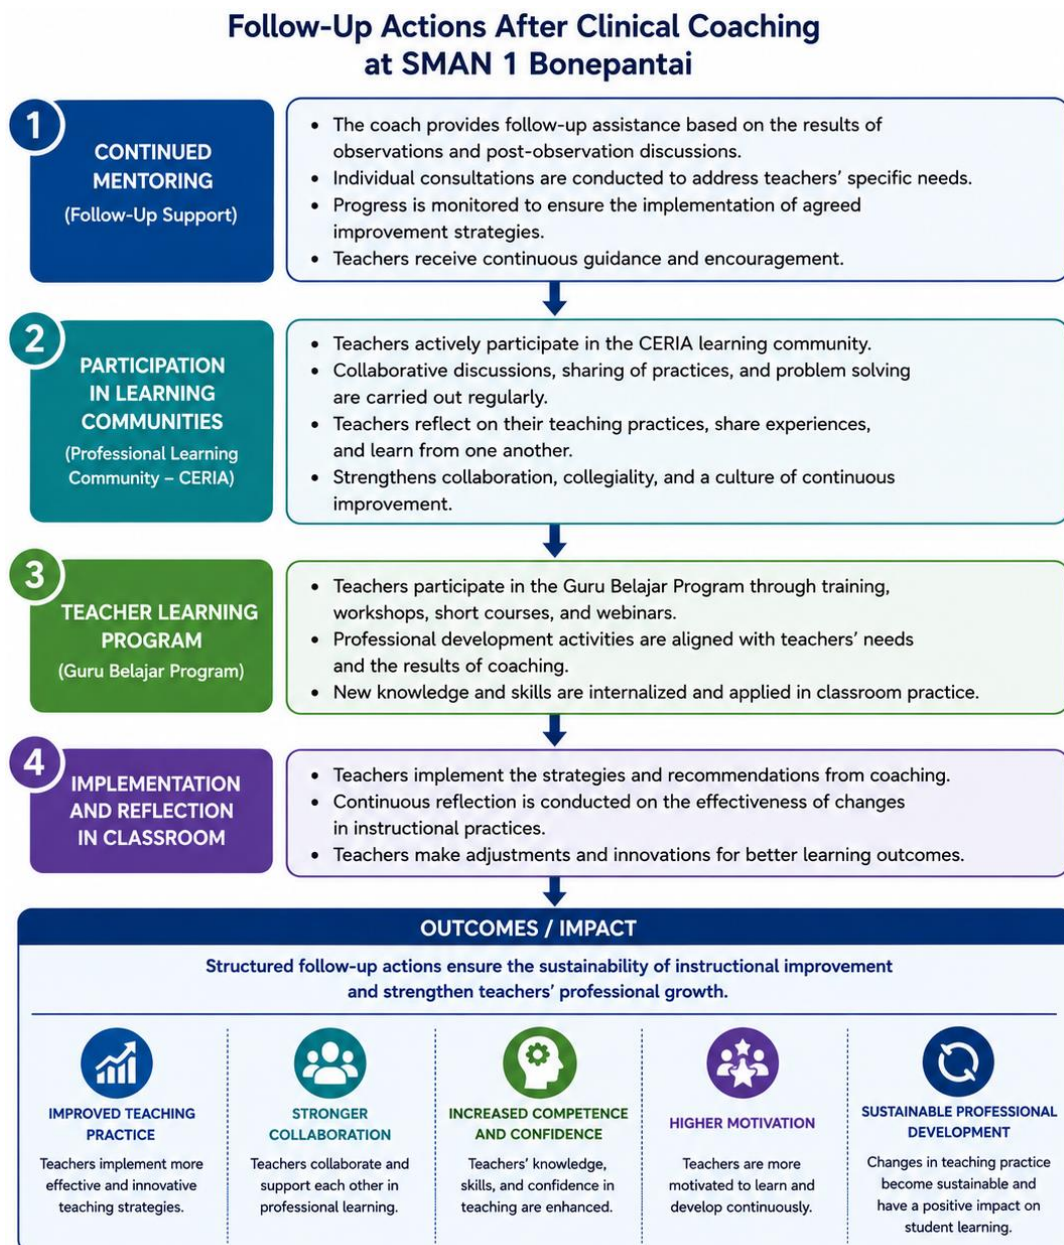 Follow-Up Actions After Clinical Coaching
at SMAN 1 Bonepantai
1
CONTINUED
MENTORING
(Follow-Up Support)
• The coach provides follow-up assistance based on the results of
observations and post-observation discussions.
• Individual consultations are conducted to address teachers' specific needs.
• Progress is monitored to ensure the implementation of agreed
improvement strategies.
• Teachers receive continuous guidance and encouragement.
2
PARTICIPATION
IN LEARNING
COMMUNITIES
(Professional Learning
Community – CERIA)
• Teachers actively participate in the CERIA learning community.
• Collaborative discussions, sharing of practices, and problem solving
are carried out regularly.
• Teachers reflect on their teaching practices, share experiences,
and learn from one another.
• Strengthens collaboration, collegiality, and a culture of continuous
improvement.
3
TEACHER LEARNING
PROGRAM
(Guru Belajar Program)
• Teachers participate in the Guru Belajar Program through training,
workshops, short courses, and webinars.
• Professional development activities are aligned with teachers' needs
and the results of coaching.
• New knowledge and skills are internalized and applied in classroom practice.
4
IMPLEMENTATION
AND REFLECTION
IN CLASSROOM
• Teachers implement the strategies and recommendations from coaching.
• Continuous reflection is conducted on the effectiveness of changes
in instructional practices.
• Teachers make adjustments and innovations for better learning outcomes.
OUTCOMES / IMPACT
Structured follow-up actions ensure the sustainability of instructional improvement
and strengthen teachers' professional growth.
IMPROVED TEACHING
PRACTICE
Teachers implement more
effective and innovative
teaching strategies.
STRONGER
COLLABORATION
Teachers collaborate and
support each other in
professional learning.
INCREASED COMPETENCE
AND CONFIDENCE
Teachers' knowledge,
skills, and confidence in
teaching are enhanced.
HIGHER MOTIVATION
Teachers are more
motivated to learn and
develop continuously.
SUSTAINABLE PROFESSIONAL
DEVELOPMENT
Changes in teaching practice
become sustainable and
have a positive impact on
student learning.